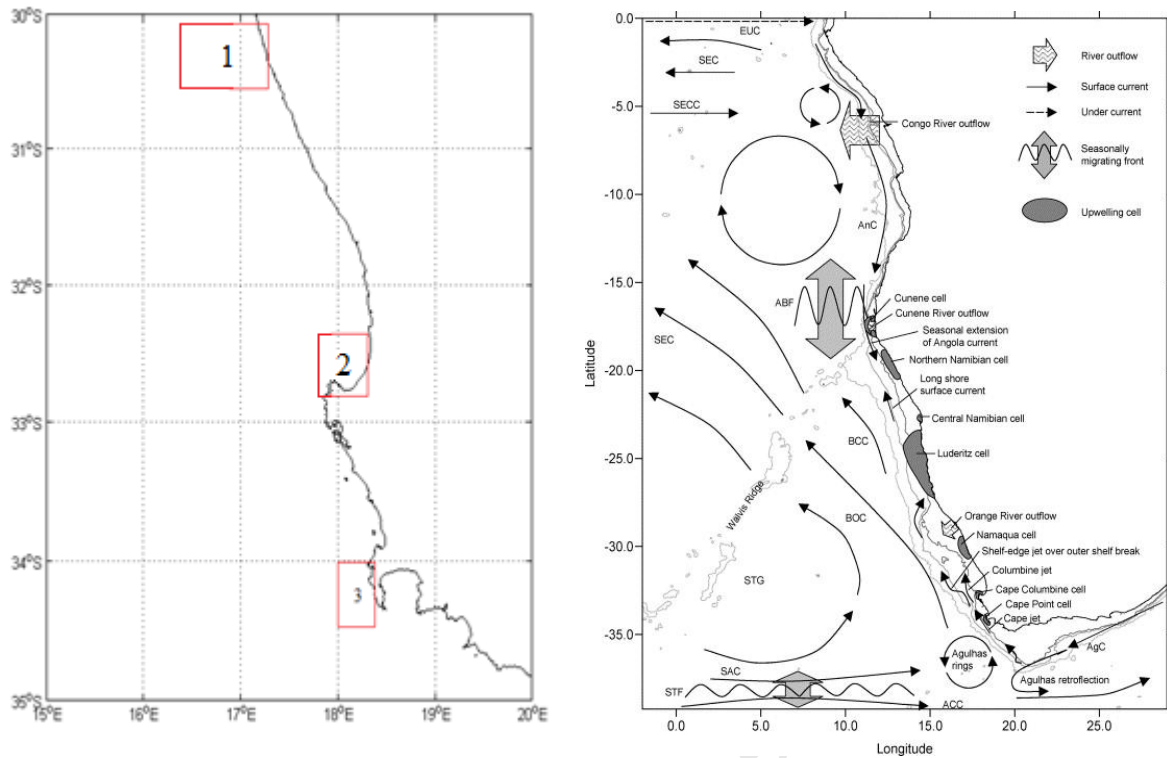 30°S
31°S
32°S
33°S
34°S
35°S
15°E
16°E
17°E
18°E
19°E
20°E
1
2
3
0.0
-5.0
-10.0
-15.0
-20.0
-25.0
-30.0
-35.0
Latitude
0.0
5.0
10.0
15.0
20.0
25.0
Longitude
EUC
SEC
SECC
Congo River outflow
AnC
ABF
SEC
Cunene cell
Cunene River outflow
Seasonal extension
of Angola current
Northern Namibian cell
Long shore
surface current
Central Namibian cell
BCC
Luderitz cell
Walvis Ridge
BOC
Orange River outflow
Namaqua cell
Shelf-edge jet over outer shelf break
STG
Columbine jet
Cape Columbine cell
Cape Point cell
Cape jet
AgC
Agulhas
rings
SAC
Agulhas retroflection
STF
ACC
River outflow
Surface current
Under current
Seasonally
migrating front
Upwelling cell